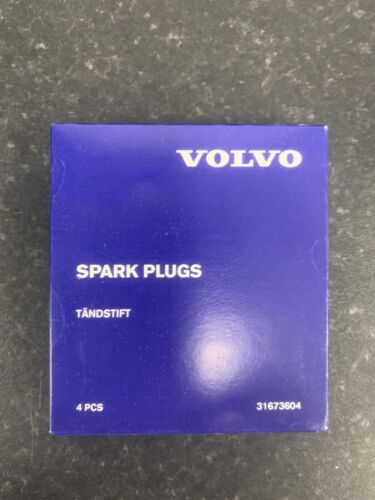 VOLVO
SPARK PLUGS
TÄNDSTIFT
4 PCS 31673604